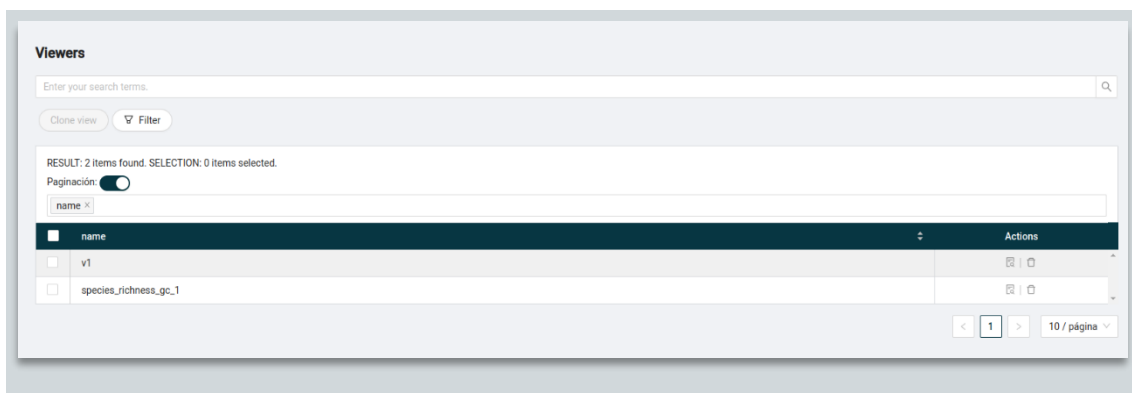 Viewers
Enter your search terms.
Clone view Filter
RESULT: 2 items found. SELECTION: 0 items selected.
Paginación:
name ×
name Actions
v1
species_richness_gc_1
< 1 > 10 / página